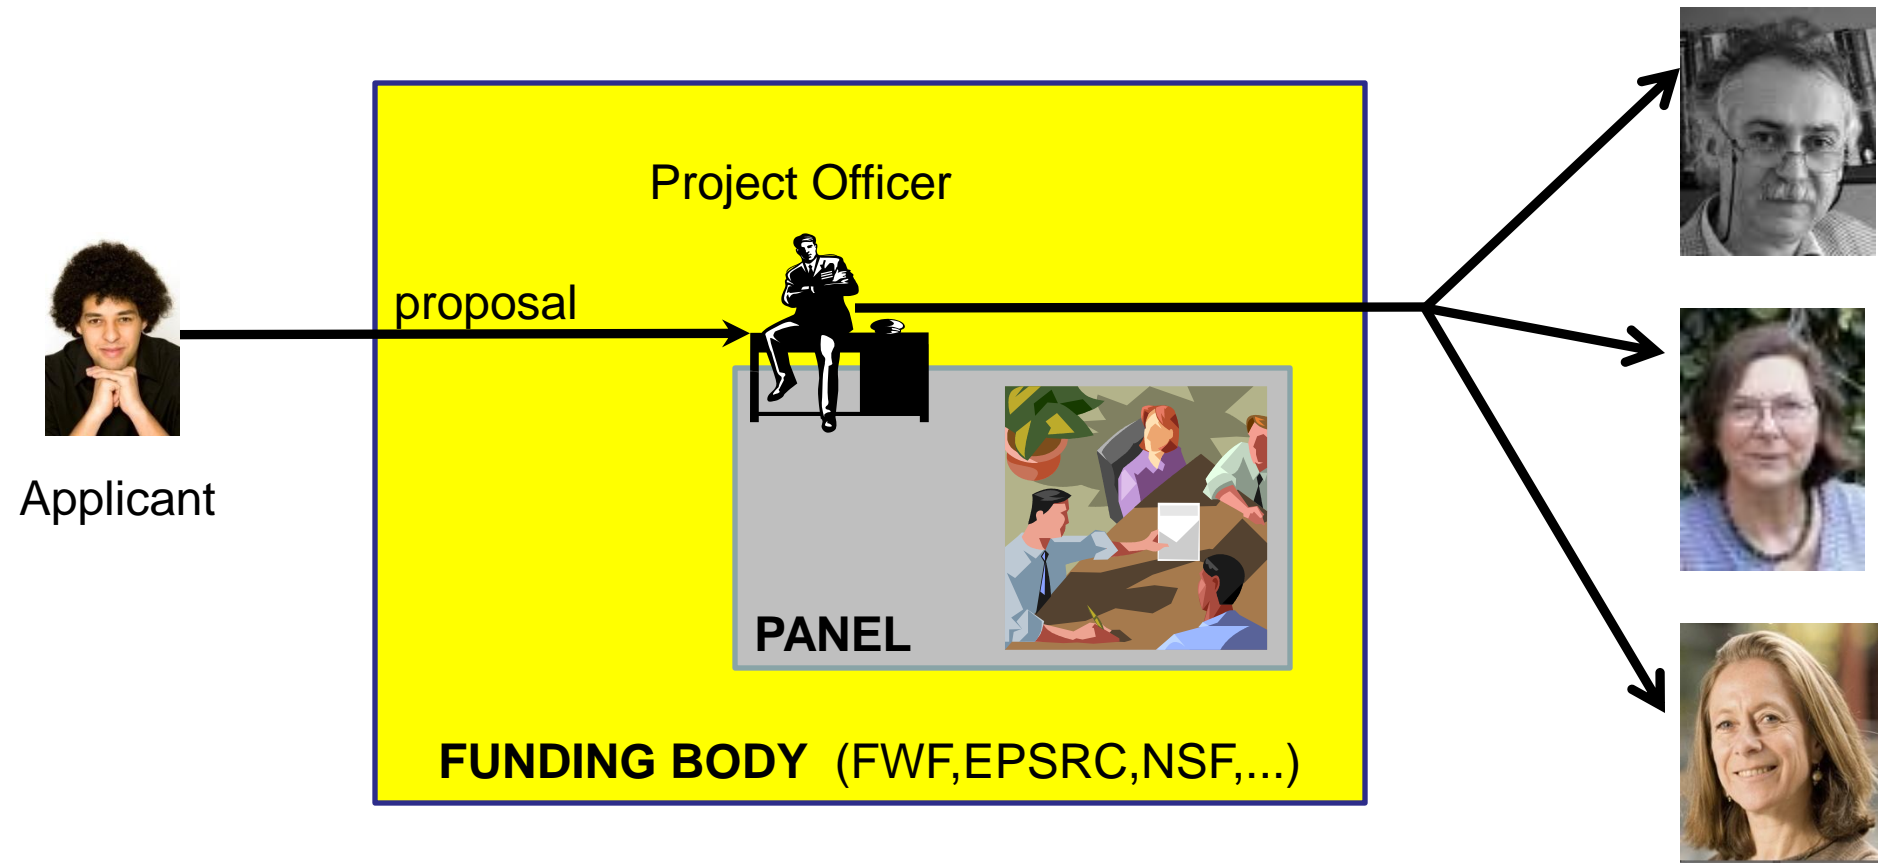 Project Officer
proposal
Applicant
PANEL
FUNDING BODY (FWF,EPSRC,NSF,...)